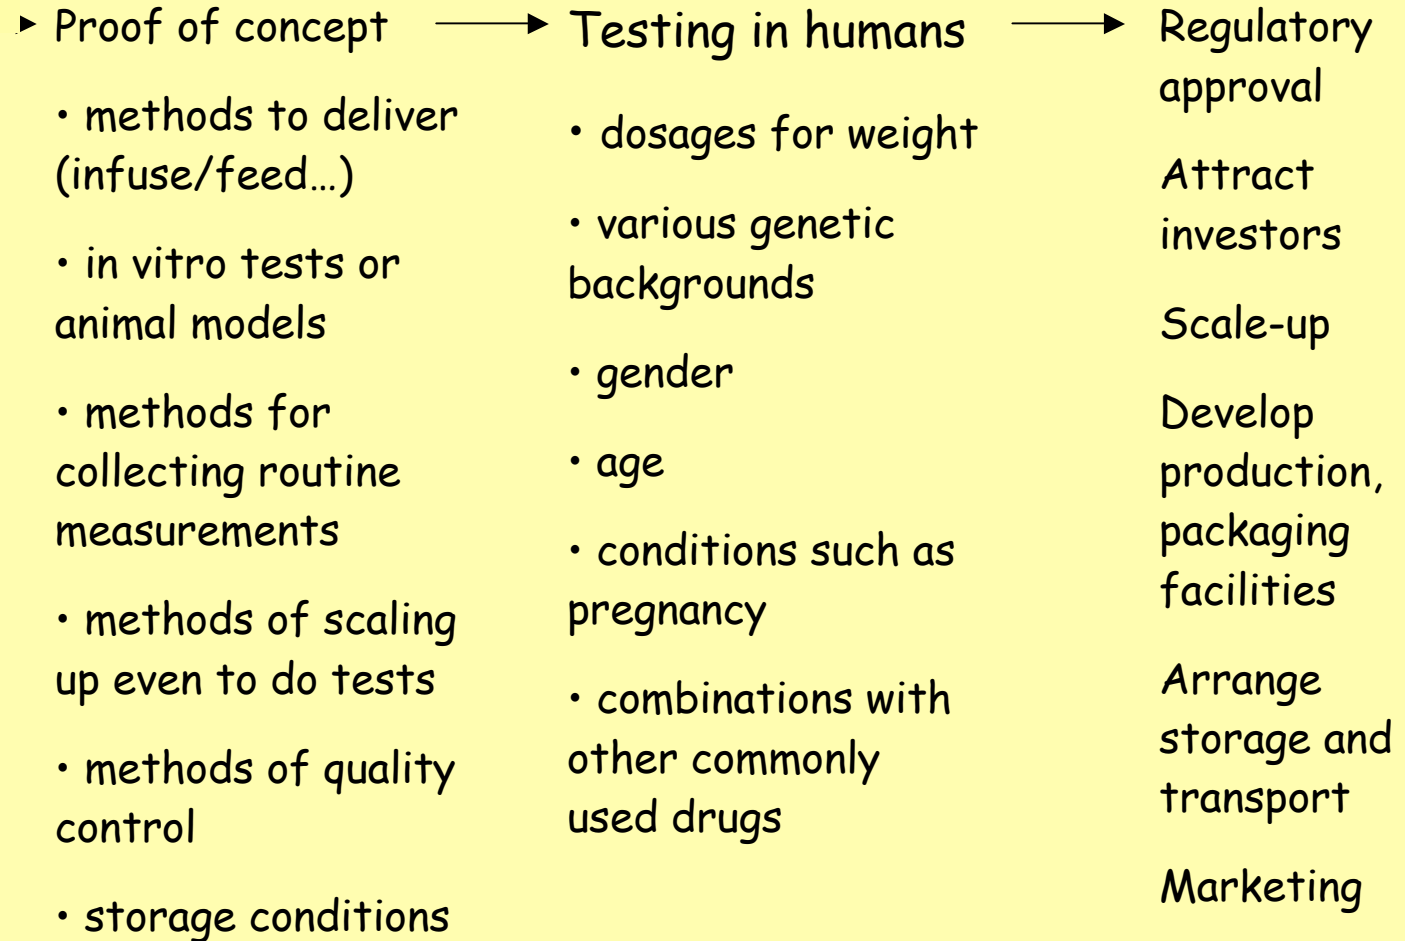 Proof of concept
• methods to deliver
(infuse/feed…)
• in vitro tests or
animal models
• methods for
collecting routine
measurements
• methods of scaling
up even to do tests
• methods of quality
control
• storage conditions
Testing in humans
• dosages for weight
• various genetic
backgrounds
• gender
• age
• conditions such as
pregnancy
• combinations with
other commonly
used drugs
Regulatory
approval
Attract
investors
Scale-up
Develop
production,
packaging
facilities
Arrange
storage and
transport
Marketing